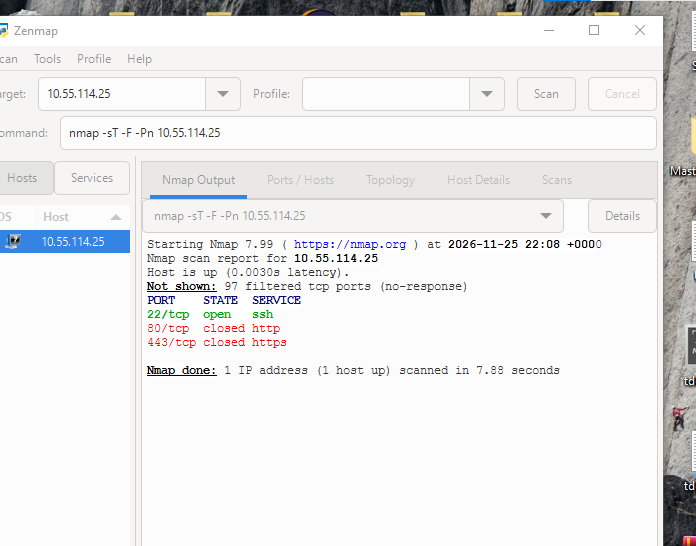 Zenmap
can Tools Profile Help
arget: 10.55.114.25 Profile: Scan Cancel
ommand: nmap -sT -F -Pn 10.55.114.25
Hosts Services
Nmap Output Ports / Hosts Topology Host Details Scans
OS Host
10.55.114.25
nmap -sT -F -Pn 10.55.114.25 Details
Starting Nmap 7.99 ( https://nmap.org ) at 2026-11-25 22:08 +0000
Nmap scan report for 10.55.114.25
Host is up (0.0030s latency).
Not shown: 97 filtered tcp ports (no-response)
PORT STATE SERVICE
22/tcp open ssh
80/tcp closed http
443/tcp closed https
Nmap done: 1 IP address (1 host up) scanned in 7.88 seconds
Mast
td
td